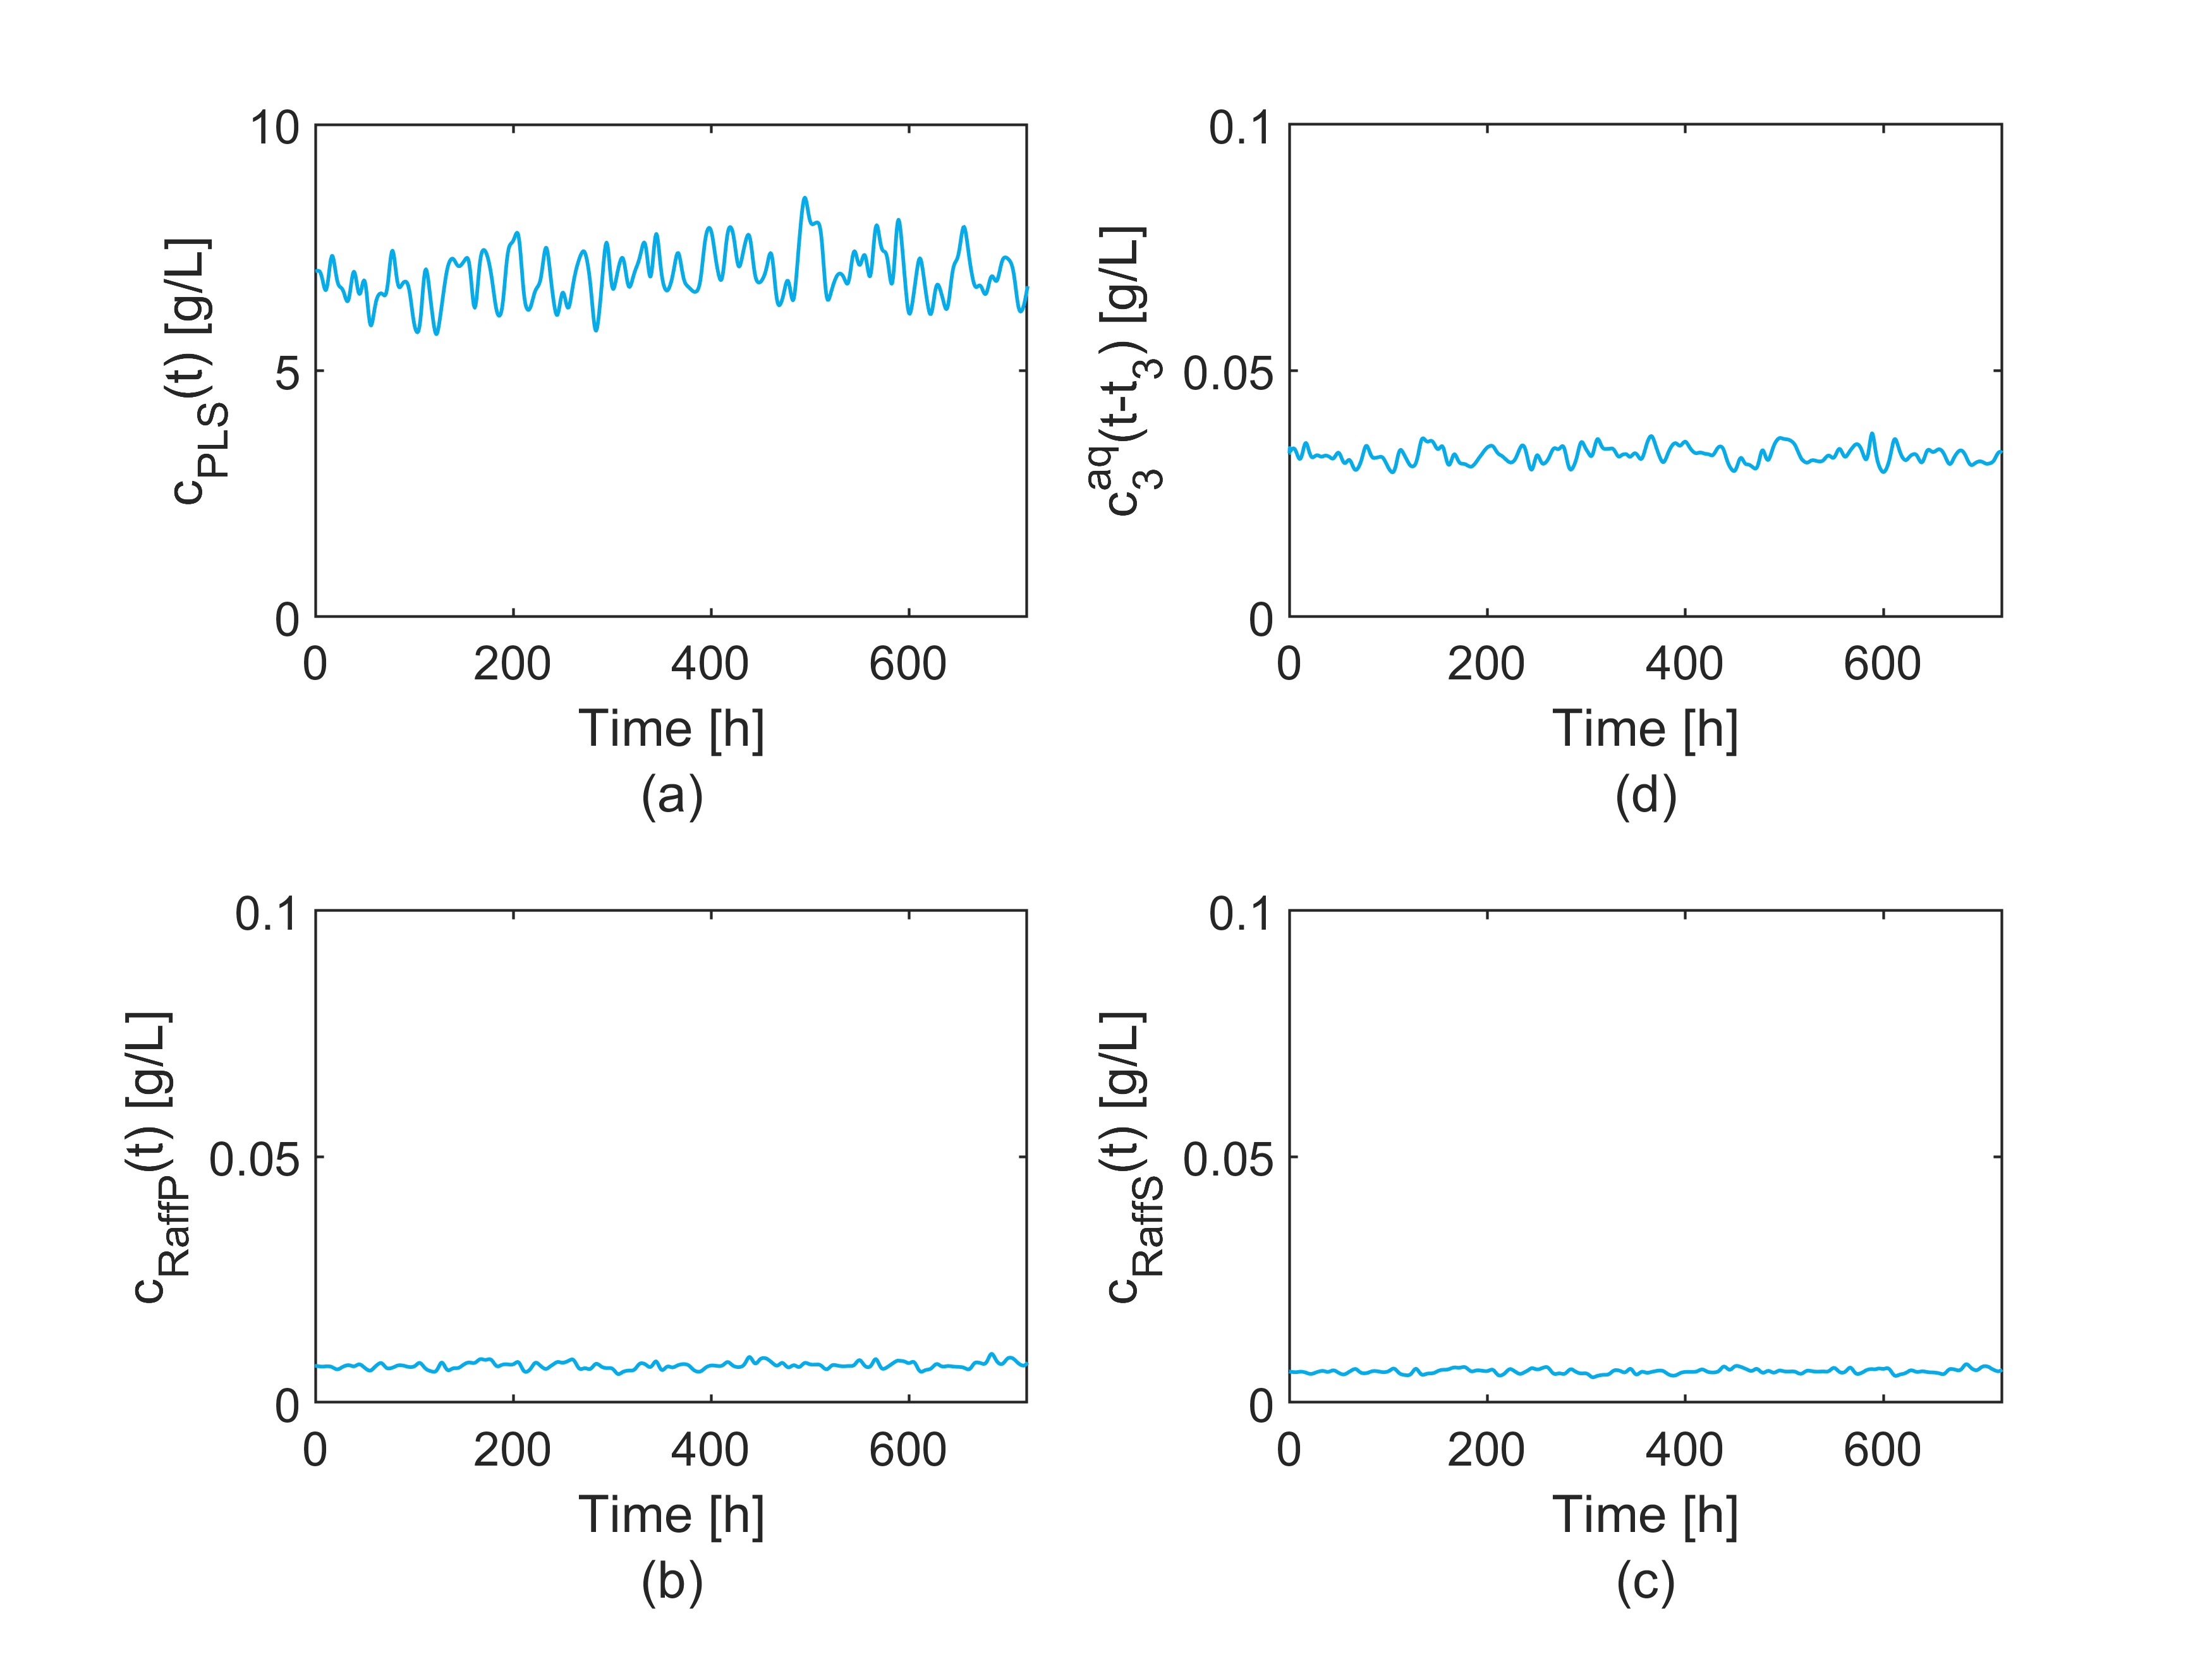 c_PLS(t) [g/L]
10
5
0
0 200 400 600
Time [h]
(a)
c_3^aq(t-t_3) [g/L]
0.1
0.05
0
0 200 400 600
Time [h]
(d)
c_RaffP(t) [g/L]
0.1
0.05
0
0 200 400 600
Time [h]
(b)
c_RaffS(t) [g/L]
0.1
0.05
0
0 200 400 600
Time [h]
(c)